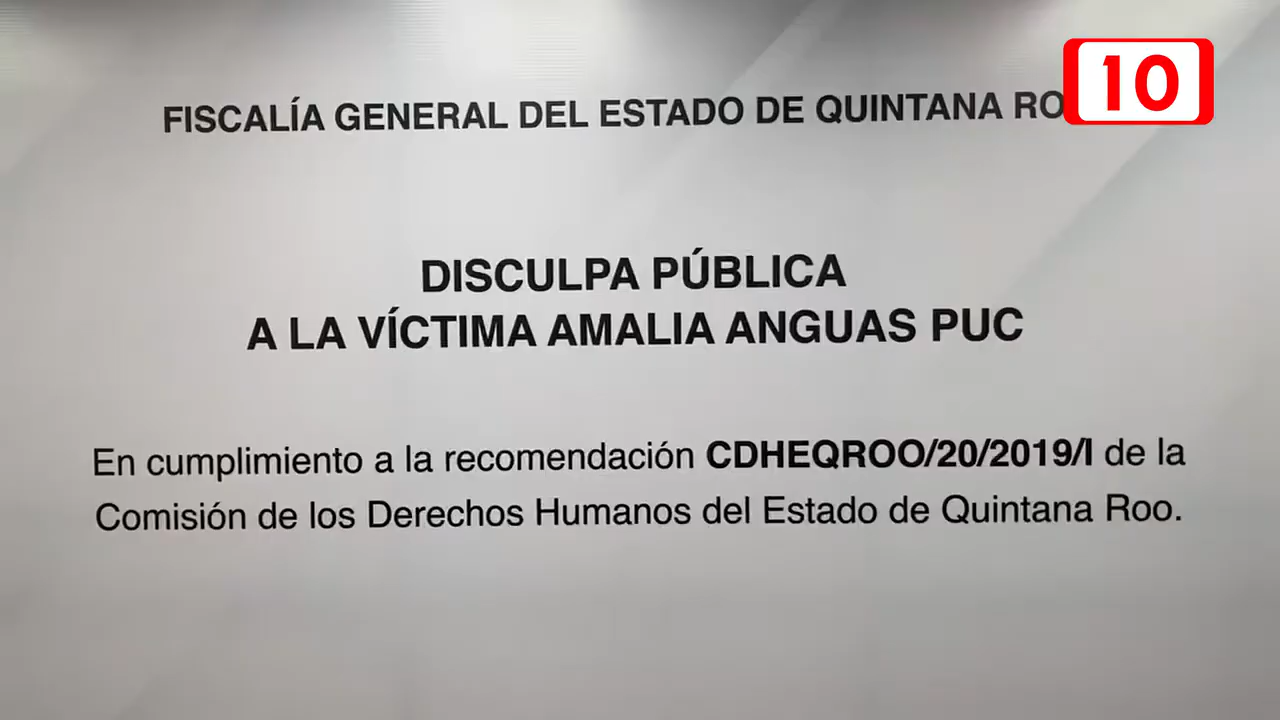 FISCALÍA GENERAL DEL ESTADO DE QUINTANA RO
10
DISCULPA PÚBLICA
A LA VÍCTIMA AMALIA ANGUAS PUC
En cumplimiento a la recomendación CDHEQROO/20/2019/I de la
Comisión de los Derechos Humanos del Estado de Quintana Roo.